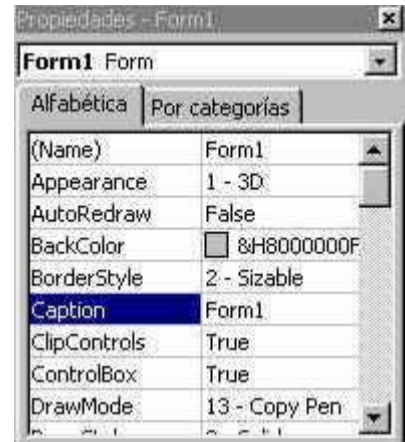 Propiedades - Form1
Form1 Form
Alfabética Por categorías
(Name) Form1
Appearance 1 - 3D
AutoRedraw False
BackColor &H8000000F
BorderStyle 2 - Sizable
Caption Form1
ClipControls True
ControlBox True
DrawMode 13 - Copy Pen